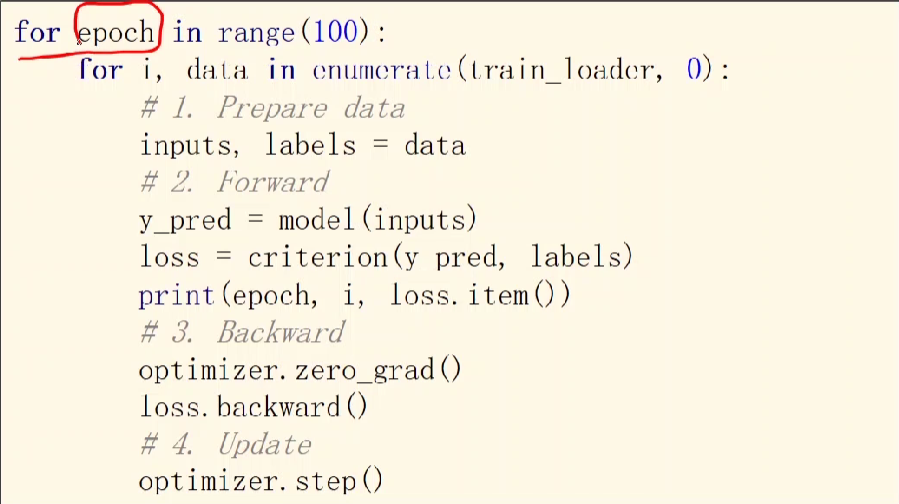 for epoch in range(100):
    for i, data in enumerate(train_loader, 0):
        # 1. Prepare data
        inputs, labels = data
        # 2. Forward
        y_pred = model(inputs)
        loss = criterion(y pred, labels)
        print(epoch, i, loss.item())
        # 3. Backward
        optimizer.zero_grad()
        loss.backward()
        # 4. Update
        optimizer.step()